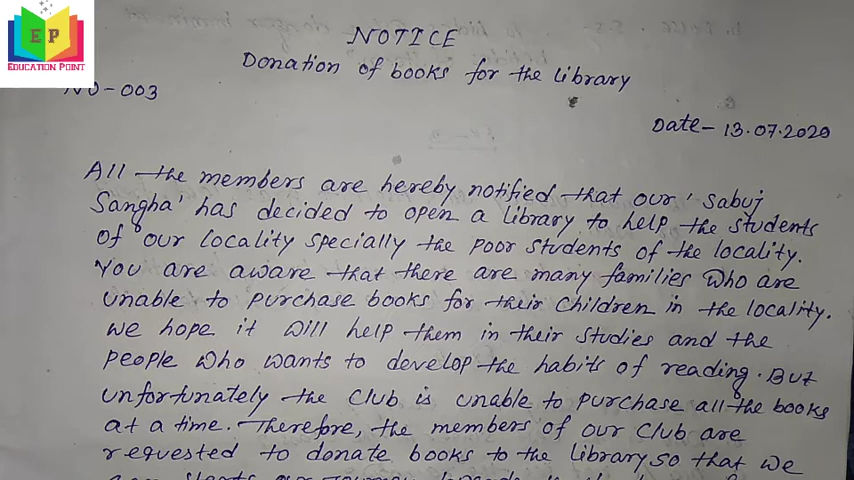 EP
EDUCATION POINT
NOTICE
Donation of books for the library
NO-003
Date- 13.07.2020
All the members are hereby notified that our 'Sabuj
Sangha' has decided to open a library to help the students
of our locality specially the poor students of the locality.
You are aware that there are many families who are
unable to purchase books for their children in the locality.
We hope it will help them in their studies and the
people who wants to develop the habits of reading. But
unfortunately the club is unable to purchase all the books
at a time. Therefore, the members of our club are
requested to donate books to the library so that we